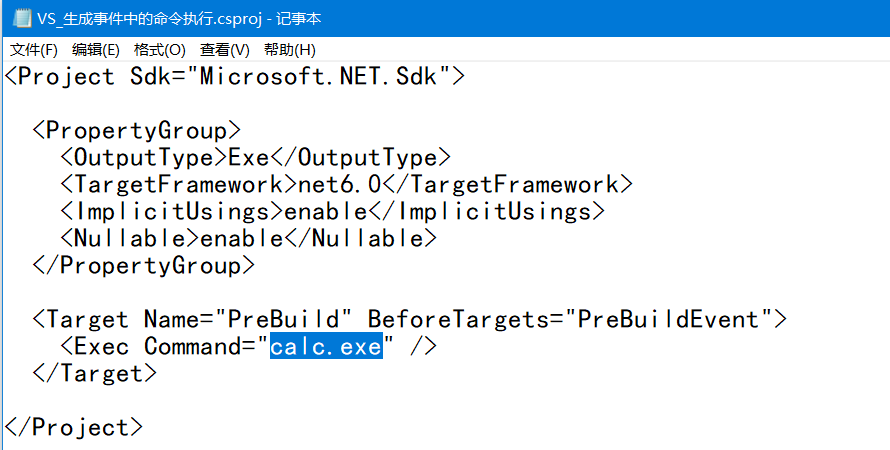 VS_生成事件中的命令执行.csproj - 记事本
文件(F) 编辑(E) 格式(O) 查看(V) 帮助(H)
<Project Sdk="Microsoft.NET.Sdk">
<PropertyGroup>
<OutputType>Exe</OutputType>
<TargetFramework>net6.0</TargetFramework>
<ImplicitUsings>enable</ImplicitUsings>
<Nullable>enable</Nullable>
</PropertyGroup>
<Target Name="PreBuild" BeforeTargets="PreBuildEvent">
<Exec Command="calc.exe" />
</Target>
</Project>